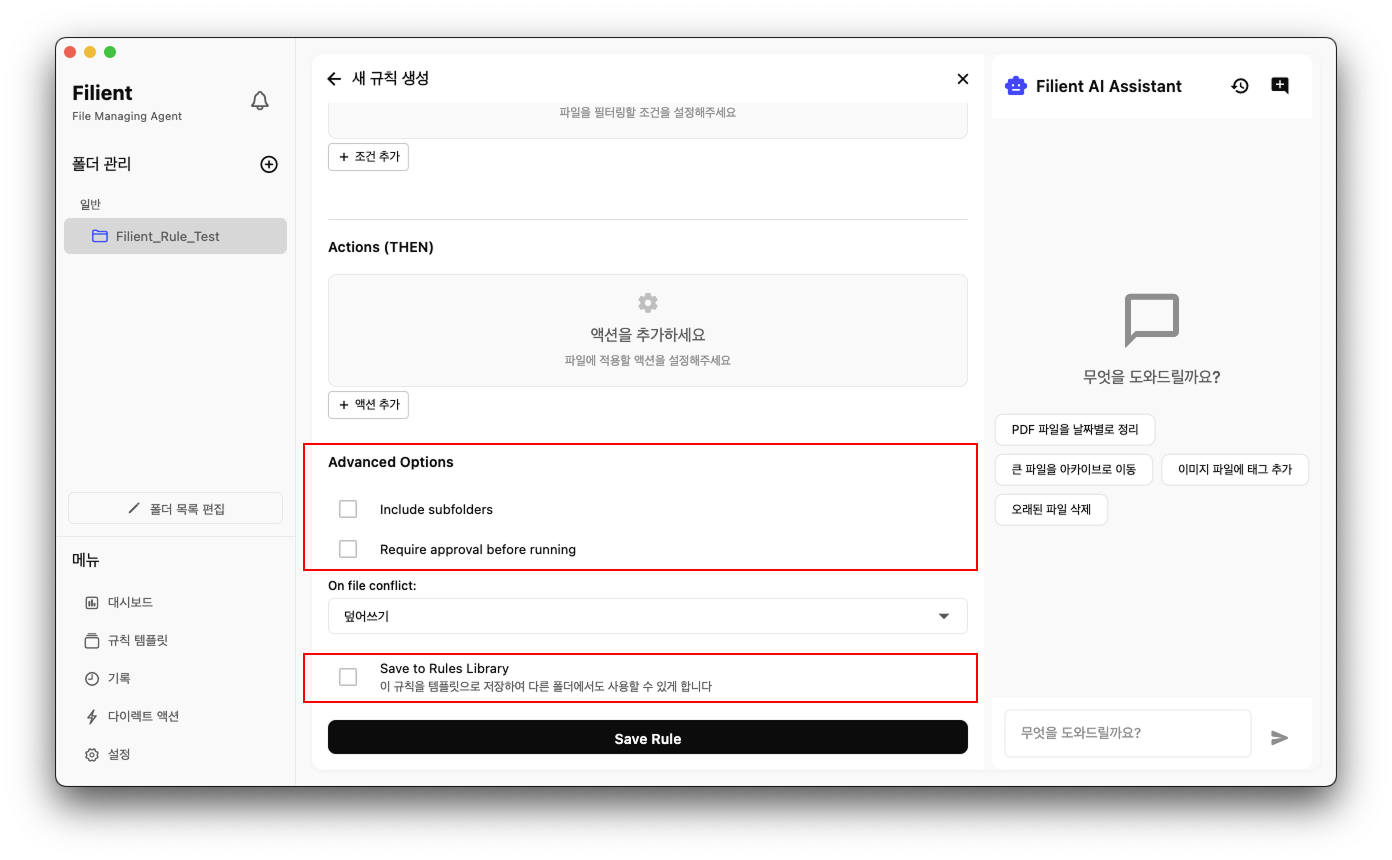 Filient
File Managing Agent
폴더 관리
일반
Filient_Rule_Test
폴더 목록 편집
메뉴
대시보드
규칙 템플릿
기록
다이렉트 액션
설정
새 규칙 생성
파일을 필터링할 조건을 설정해주세요
+ 조건 추가
Actions (THEN)
액션을 추가하세요
파일에 적용할 액션을 설정해주세요
+ 액션 추가
Advanced Options
Include subfolders
Require approval before running
On file conflict:
덮어쓰기
Save to Rules Library
이 규칙을 템플릿으로 저장하여 다른 폴더에서도 사용할 수 있게 합니다
Save Rule
Filient AI Assistant
무엇을 도와드릴까요?
PDF 파일을 날짜별로 정리
큰 파일을 아카이브로 이동
이미지 파일에 태그 추가
오래된 파일 삭제
무엇을 도와드릴까요?